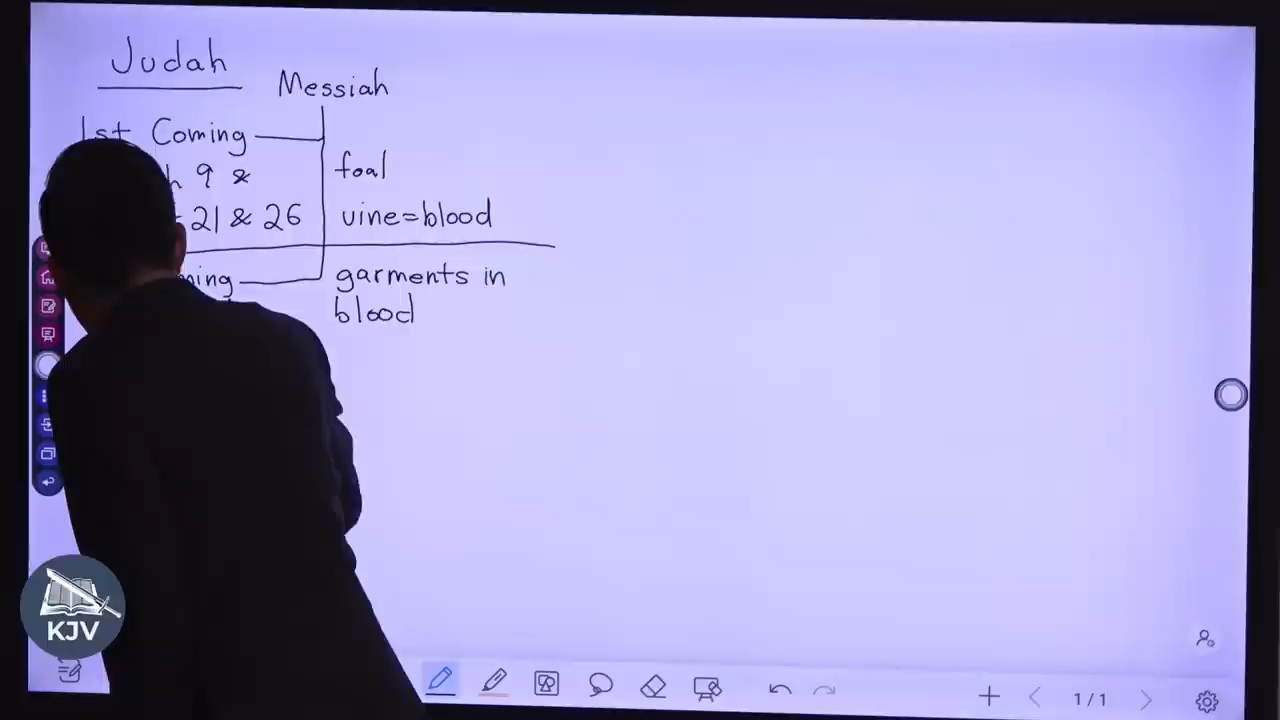 Judah
Messiah
1st Coming
9 &
foal
21 & 26
vine=blood
garments in
blood
KJV
1/1